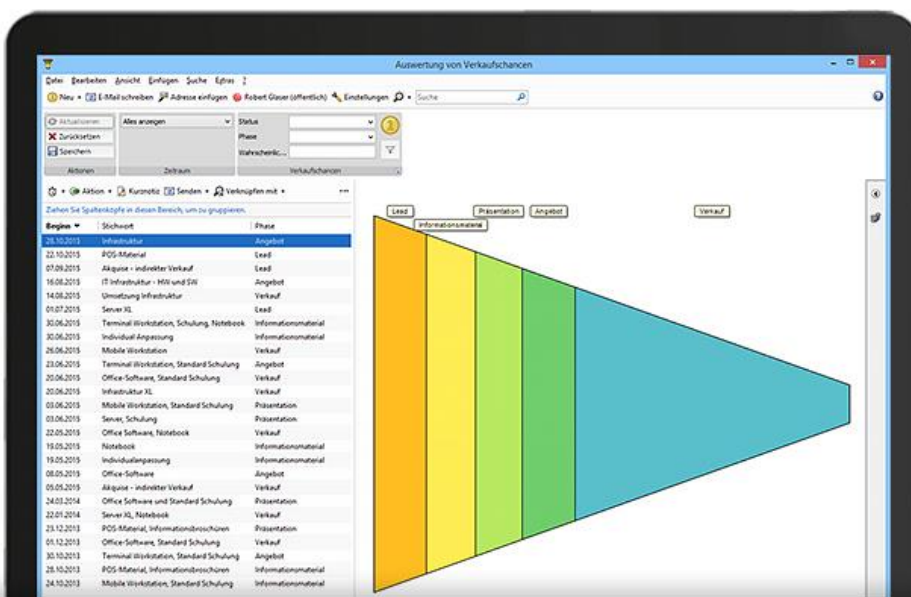 Auswertung von Verkaufschancen
Datei Bearbeiten Ansicht Einfügen Suche Extras ?
Neu E-Mail schreiben Adresse einfügen Robert Glaser (öffentlich) Einstellungen Suche
Aktualisieren Alles anzeigen Status
Zurücksetzen Phase
Speichern Wahrscheinlic...
Aktionen Zeitraum Verkaufschancen
Aktion Kurznotiz Senden Verknüpfen mit ...
Ziehen Sie Spaltenköpfe in diesen Bereich, um zu gruppieren.
Lead Präsentation Angebot Verkauf
Informationsmaterial
Beginn Stichwort Phase
28.10.2015 Infrastruktur Angebot
22.10.2015 POS-Material Lead
07.09.2015 Akquise - indirekter Verkauf Lead
16.08.2015 IT Infrastruktur - HW und SW Angebot
14.08.2015 Umsetzung Infrastruktur Verkauf
01.07.2015 Server XL Lead
30.06.2015 Terminal Workstation, Schulung, Notebook Informationsmaterial
30.06.2015 Individual Anpassung Informationsmaterial
26.06.2015 Mobile Workstation Verkauf
23.06.2015 Terminal Workstation, Standard Schulung Angebot
20.06.2015 Office-Software, Standard Schulung Verkauf
20.06.2015 Infrastruktur XL Verkauf
03.06.2015 Mobile Workstation, Standard Schulung Präsentation
03.06.2015 Server, Schulung Präsentation
22.05.2015 Office Software, Notebook Verkauf
19.05.2015 Notebook Informationsmaterial
19.05.2015 Individualanpassung Informationsmaterial
08.05.2015 Office-Software Angebot
05.05.2015 Akquise - indirekter Verkauf Verkauf
24.03.2014 Office Software und Standard Schulung Präsentation
22.01.2014 Server XL, Notebook Verkauf
23.12.2013 POS-Material, Informationsbroschüren Präsentation
01.12.2013 Office-Software, Standard Schulung Verkauf
30.10.2013 Terminal Workstation, Standard Schulung Angebot
28.10.2013 POS-Material, Informationsbroschüren Informationsmaterial
24.10.2013 Mobile Workstation, Standard Schulung Informationsmaterial